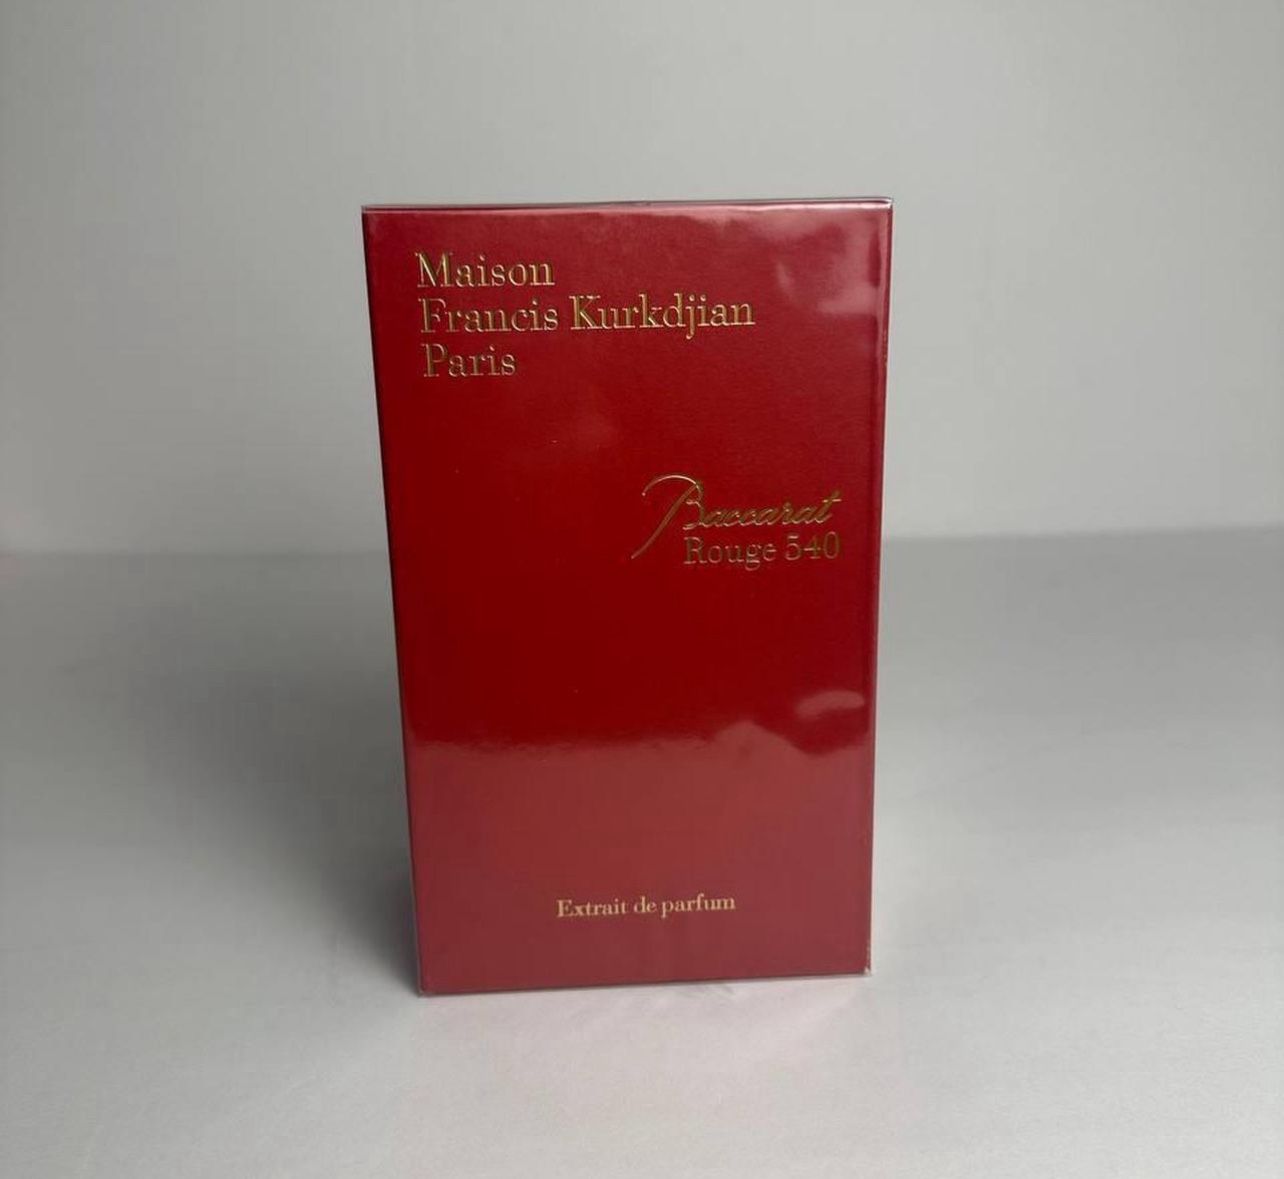 Maison
Francis Kurkdjian
Paris
Baccarat
Rouge 540
Extrait de parfum